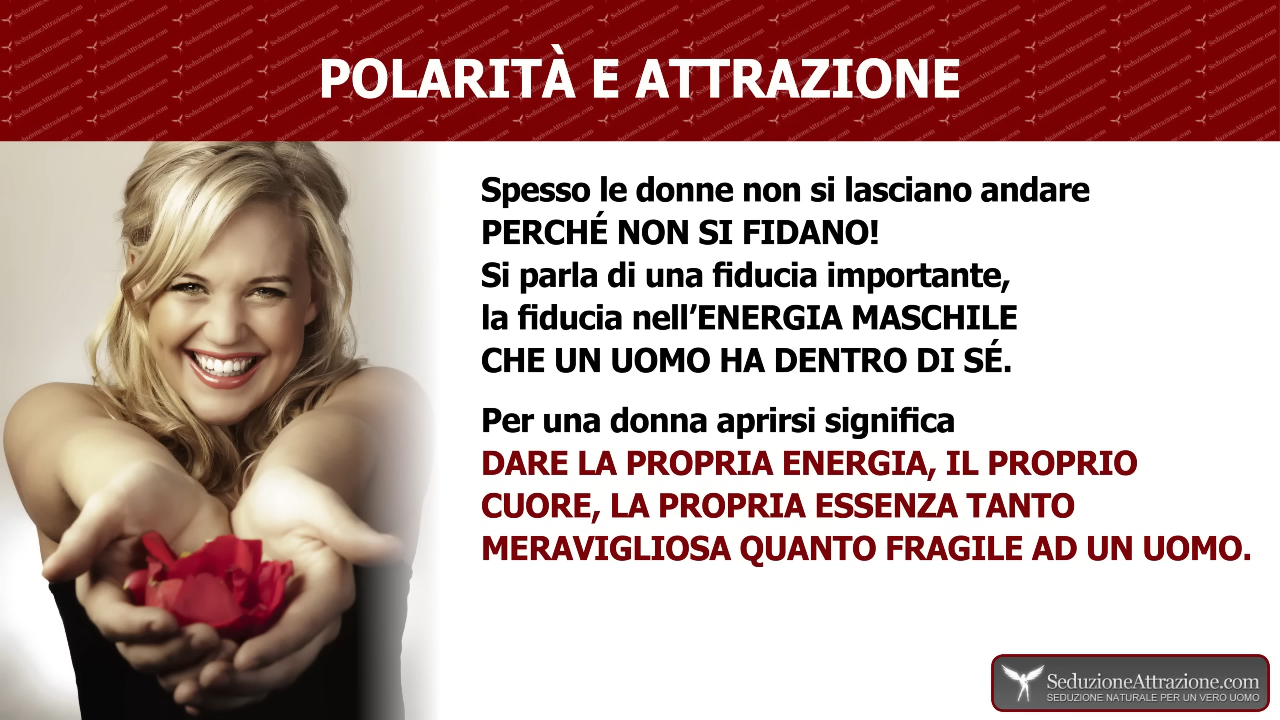 POLARITÀ E ATTRAZIONE
Spesso le donne non si lasciano andare
PERCHÉ NON SI FIDANO!
Si parla di una fiducia importante,
la fiducia nell’ENERGIA MASCHILE
CHE UN UOMO HA DENTRO DI SÉ.
Per una donna aprirsi significa
DARE LA PROPRIA ENERGIA, IL PROPRIO
CUORE, LA PROPRIA ESSENZA TANTO
MERAVIGLIOSA QUANTO FRAGILE AD UN UOMO.
SeduzioneAttrazione.com
SEDUZIONE NATURALE PER UN VERO UOMO